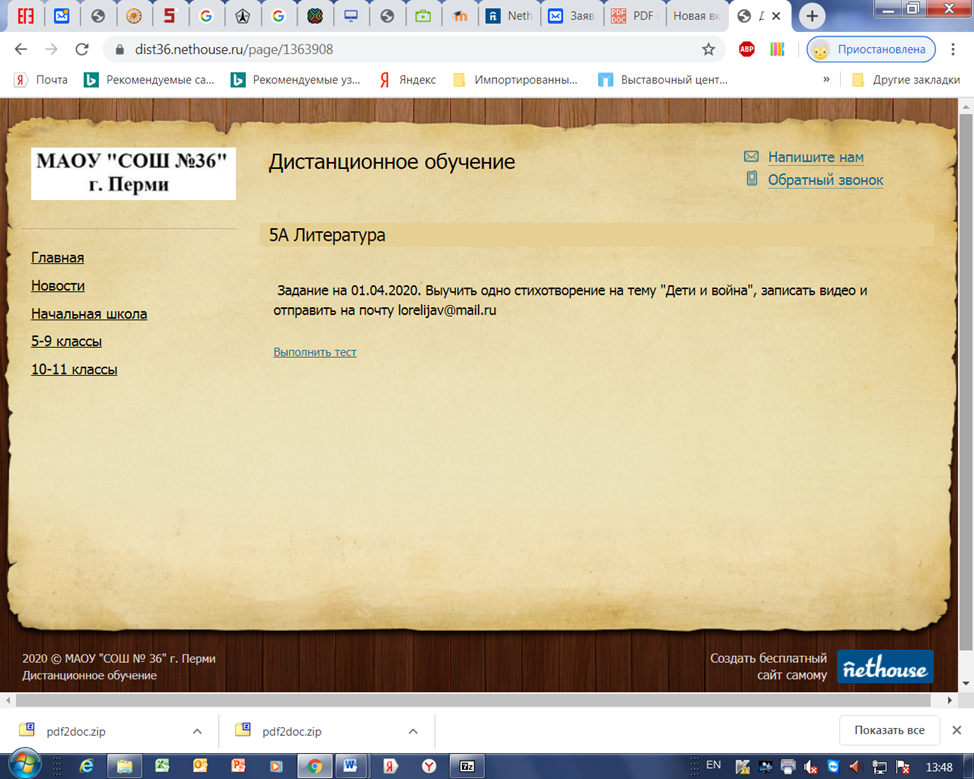 Neth
Заяв
PDF
Новая вк
dist36.nethouse.ru/page/1363908
ABP
Приостановлена
Почта
Рекомендуемые са...
Рекомендуемые уз...
Яндекс
Импортированны...
Выставочный цент...
»
Другие закладки
МАОУ "СОШ №36"
г. Перми
Дистанционное обучение
Напишите нам
Обратный звонок
5А Литература
Главная
Новости
Начальная школа
5-9 классы
10-11 классы
Задание на 01.04.2020. Выучить одно стихотворение на тему "Дети и война", записать видео и
отправить на почту lorelijav@mail.ru
Выполнить тест
2020 © МАОУ "СОШ № 36" г. Перми
Дистанционное обучение
Создать бесплатный
сайт самому
nethouse
pdf2doc.zip
pdf2doc.zip
Показать все
EN
13:48